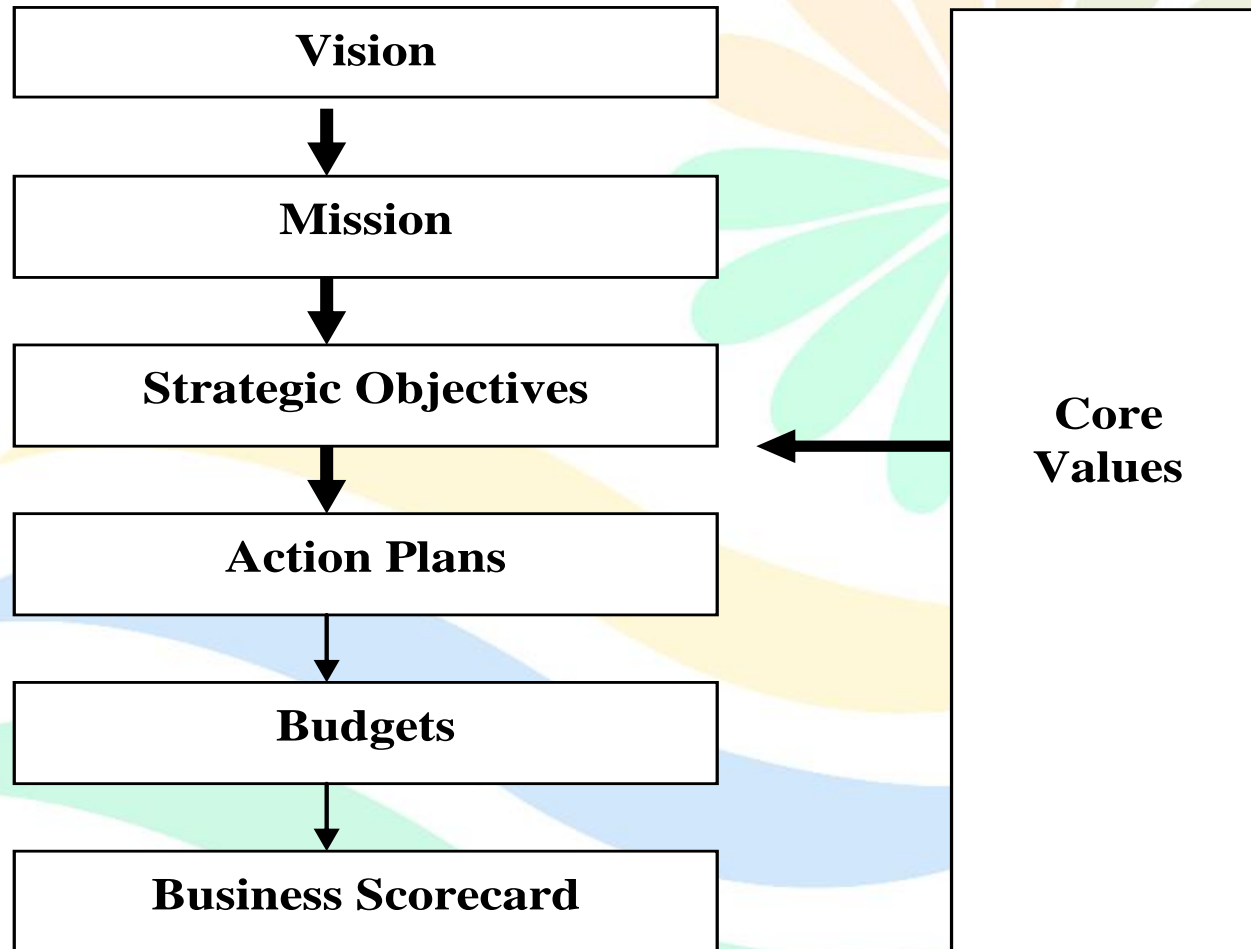 Vision
Mission
Strategic Objectives
Action Plans
Budgets
Business Scorecard
Core
Values